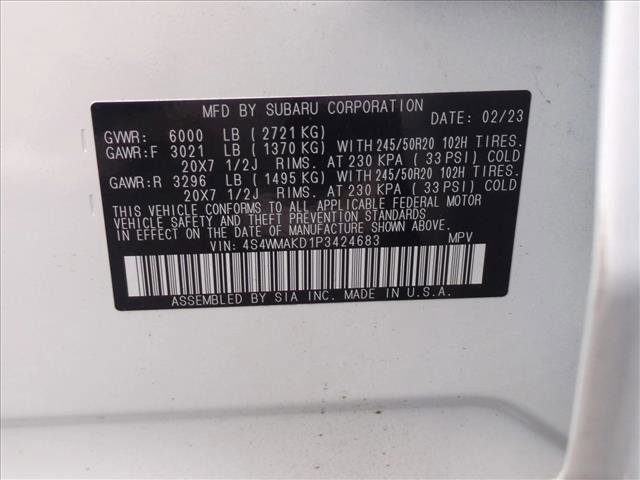 MFD BY SUBARU CORPORATION
DATE: 02/23
GVWR: 6000 LB (2721 KG)
GAWR:F 3021 LB (1370 KG) WITH 245/50R20 102H TIRES.
20X7 1/2J RIMS. AT 230 KPA ( 33 PSI) COLD
GAWR:R 3296 LB (1495 KG) WITH 245/50R20 102H TIRES.
20X7 1/2J RIMS. AT 230 KPA ( 33 PSI) COLD
THIS VEHICLE CONFORMS TO ALL APPLICABLE FEDERAL MOTOR
VEHICLE SAFETY AND THEFT PREVENTION STANDARDS
IN EFFECT ON THE DATE OF MANUFACTURE SHOWN ABOVE.
VIN: 4S4WMAKD1P3424683 MPV
ASSEMBLED BY SIA INC. MADE IN U.S.A.